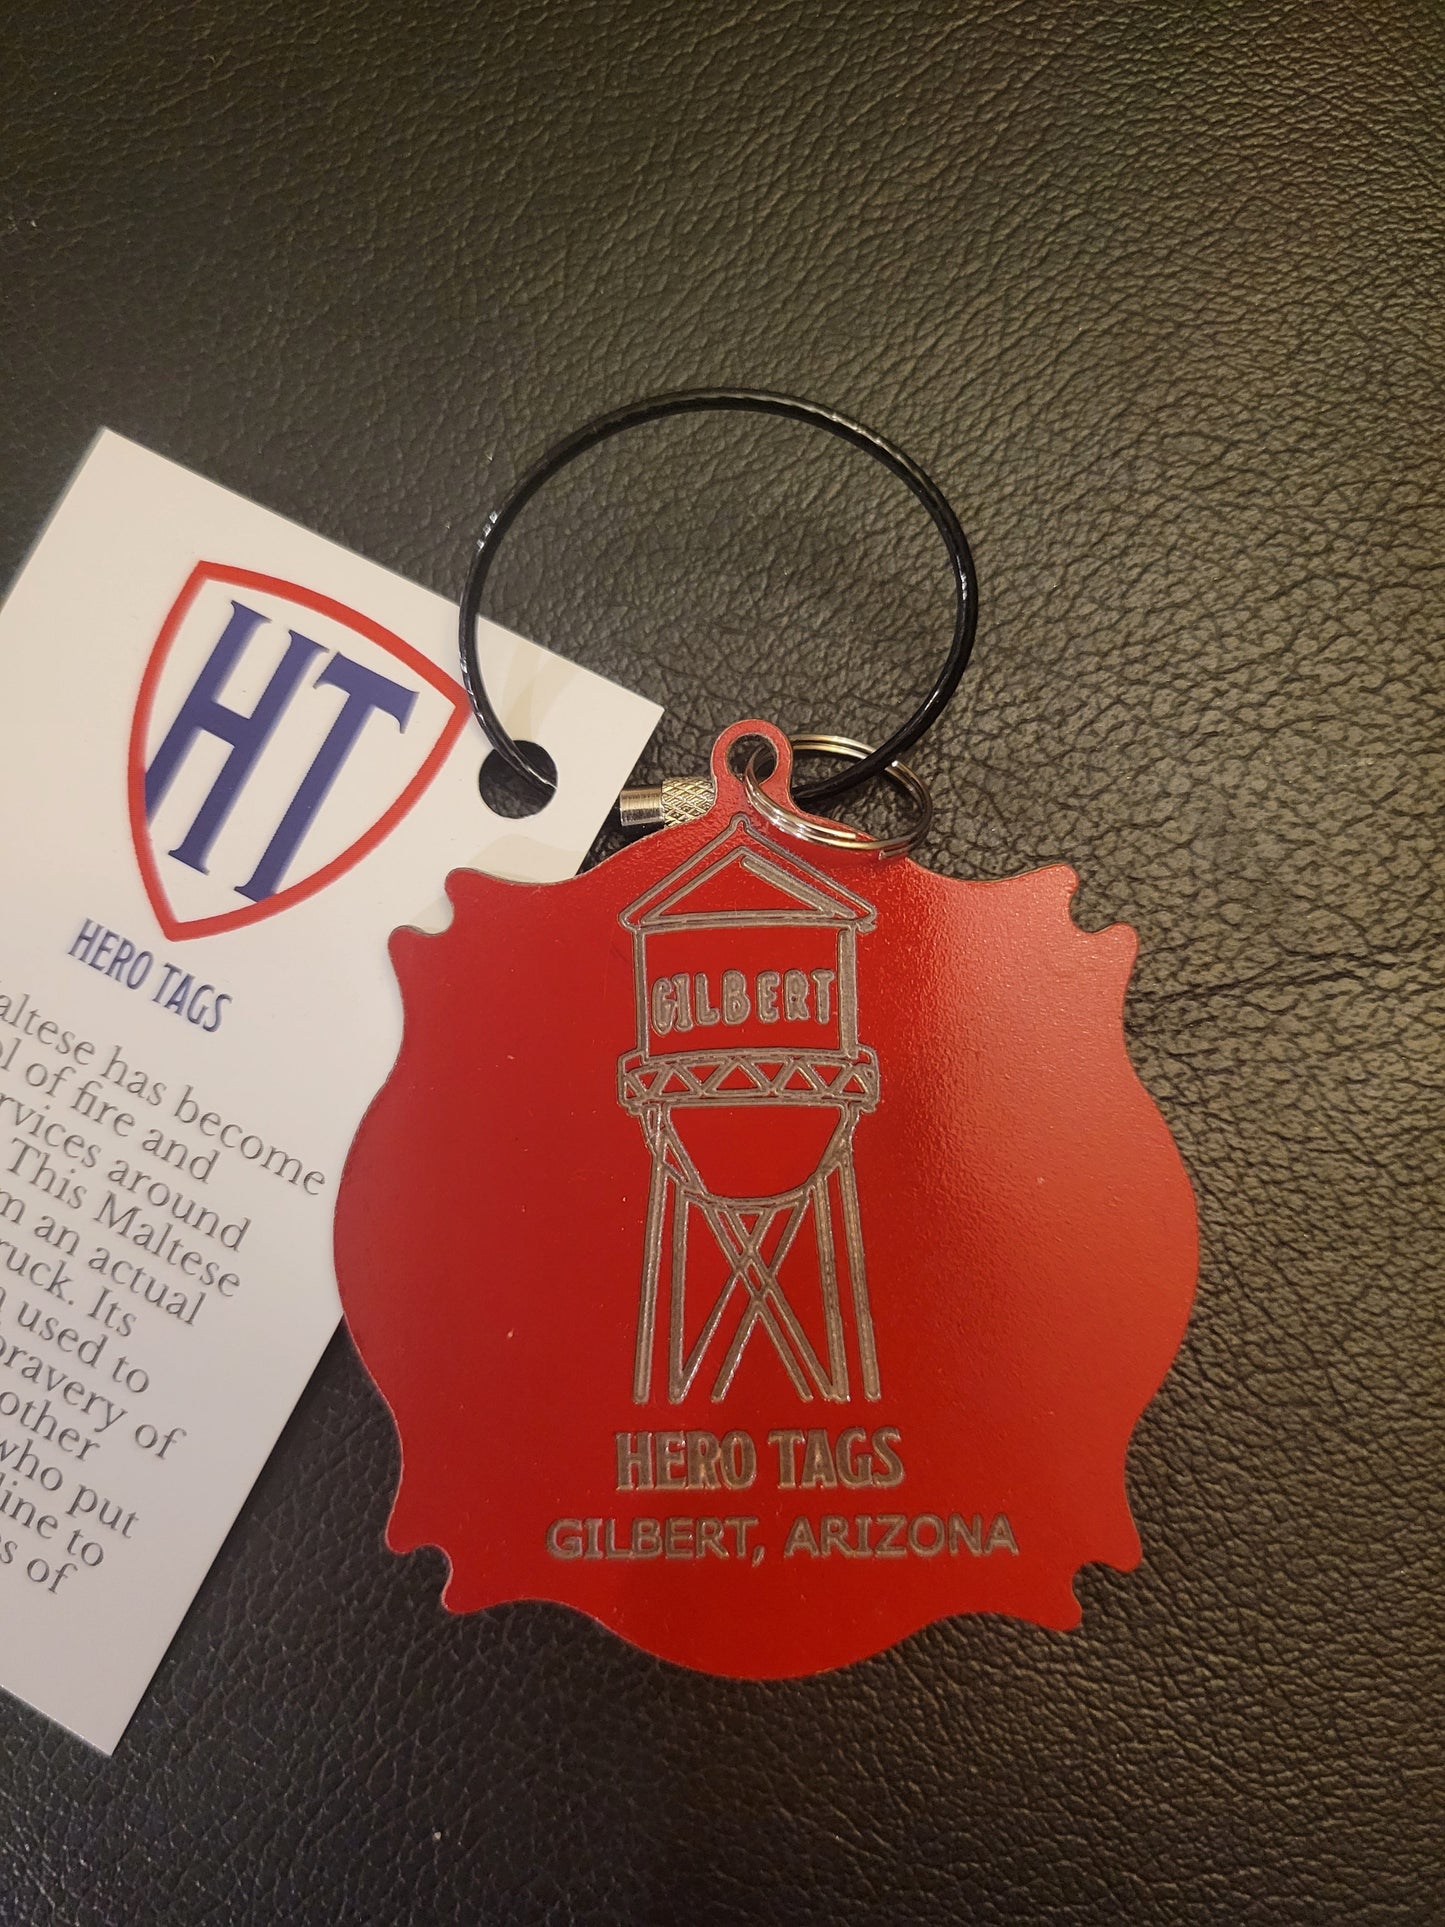 HT
HERO TAGS
altese has become
of fire and
rvices around
This Maltese
m an actual
ruck. Its
used to
bravery of
other
who put
line to
s of
GILBERT
HERO TAGS
GILBERT, ARIZONA